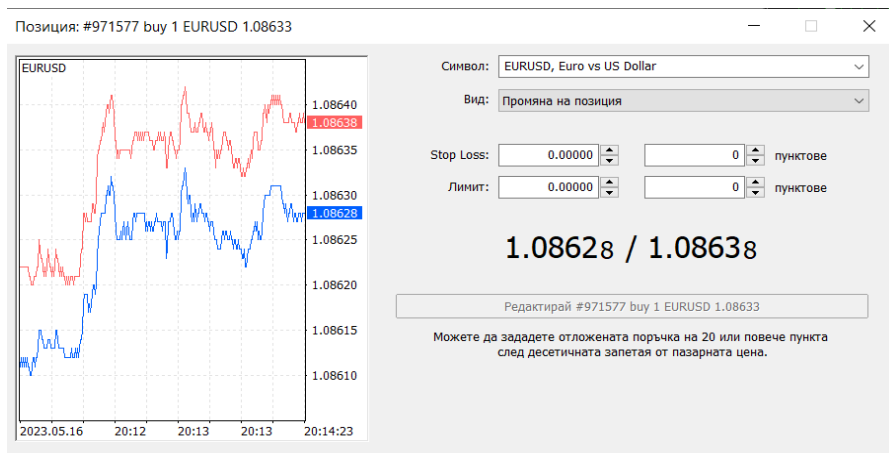 Позиция: #971577 buy 1 EURUSD 1.08633
EURUSD
1.08640
1.08638
1.08635
1.08630
1.08628
1.08625
1.08620
1.08615
1.08610
2023.05.16 20:12 20:13 20:13 20:14:23
Символ: EURUSD, Euro vs US Dollar
Вид: Промяна на позиция
Stop Loss: 0.00000 0 пунктове
Лимит: 0.00000 0 пунктове
1.08628 / 1.08638
Редактирай #971577 buy 1 EURUSD 1.08633
Можете да зададете отложената поръчка на 20 или повече пункта
след десетичната запетая от пазарната цена.